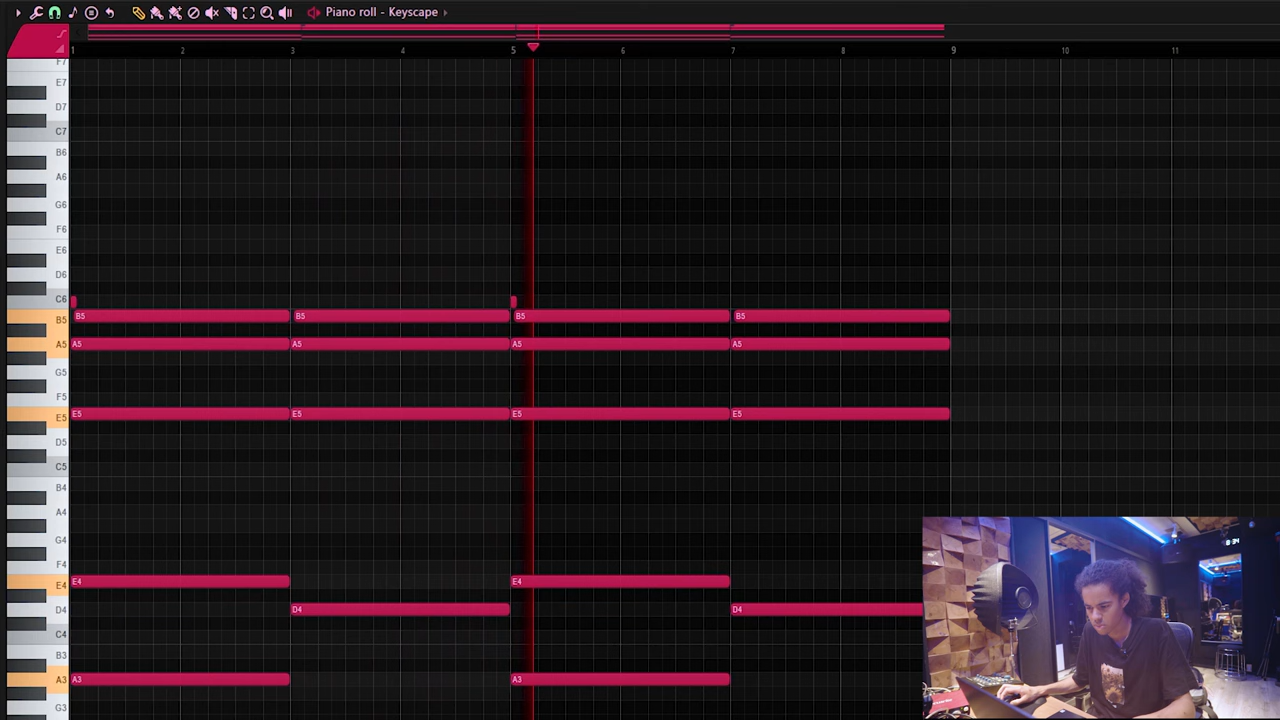 Piano roll - Keyscape
1 2 3 4 5 6 7 8 9 10 11
F7
E7
D7
C7
B6
A6
G6
F6
E6
D6
C6
B5 B5 B5 B5 B5
A5 A5 A5 A5 A5
G5
F5
E5 E5 E5 E5 E5
D5
C5
B4
A4
G4
F4
E4 E4 E4
D4 D4 D4
C4
B3
A3 A3 A3
G3